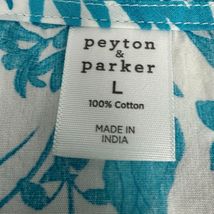 peyton
&
parker
L
100% Cotton
MADE IN
INDIA